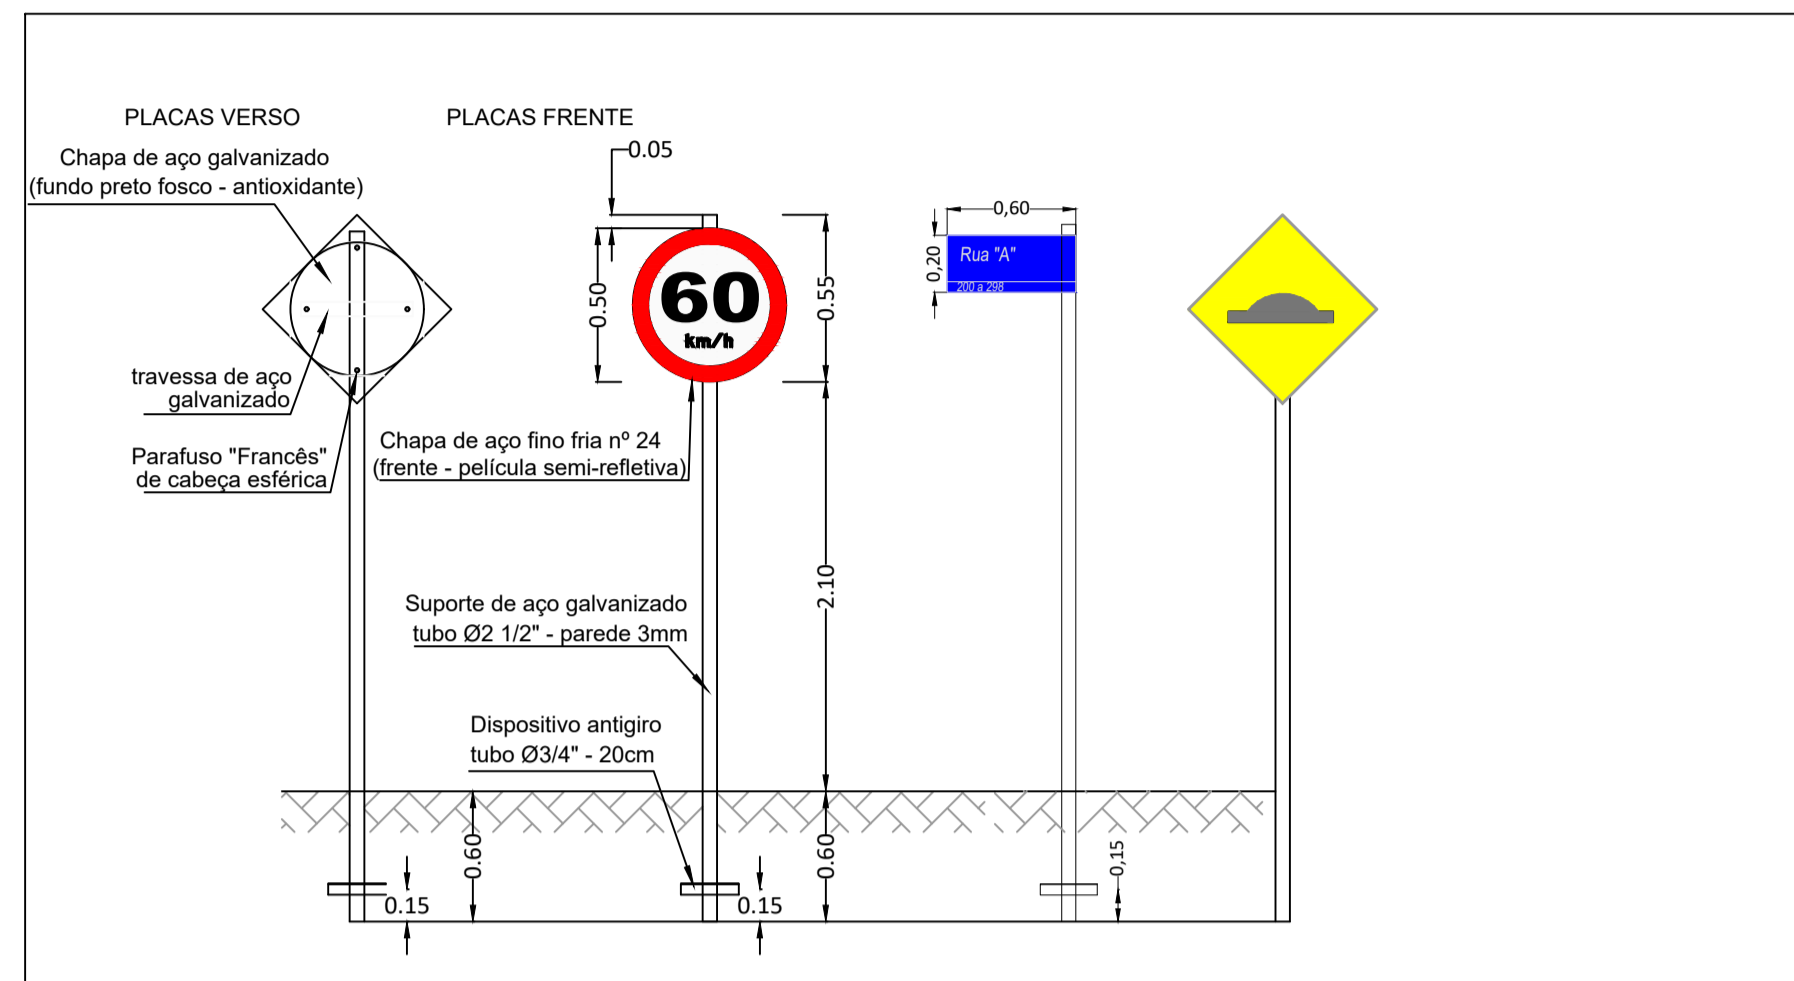 PLACAS VERSO
PLACAS FRENTE
Chapa de aço galvanizado
(fundo preto fosco - antioxidante)
0.05
0.50
60
km/h
0.55
0,60
0,20
Rua "A"
200 a 298
travessa de aço
galvanizado
Parafuso "Francês"
de cabeça esférica
Chapa de aço fino fria nº 24
(frente - película semi-refletiva)
2.10
Suporte de aço galvanizado
tubo Ø2 1/2" - parede 3mm
Dispositivo antigiro
tubo Ø3/4" - 20cm
0.60
0.60
0.15
0.15
0,15